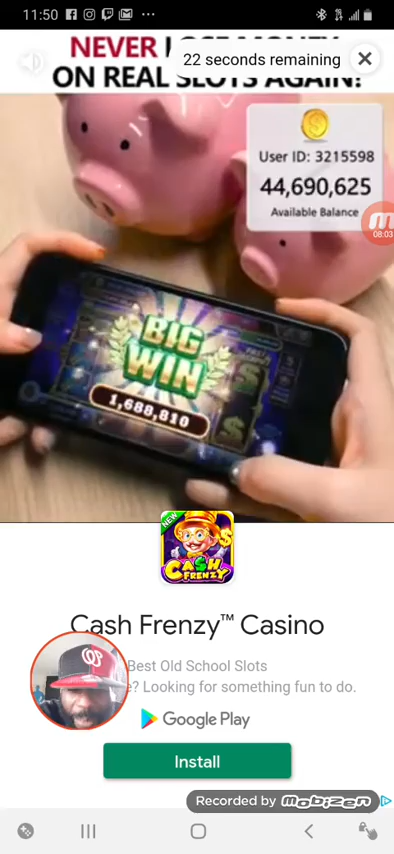 11:50
NEVER
22 seconds remaining
ON REAL SLOTS AGAIN!
User ID: 3215598
44,690,625
Available Balance
08:03
BIG
WIN
1,688,810
NEW
CASH
FRENZY
Cash Frenzy™ Casino
Best Old School Slots
e? Looking for something fun to do.
Google Play
Install
Recorded by MOBIZEN